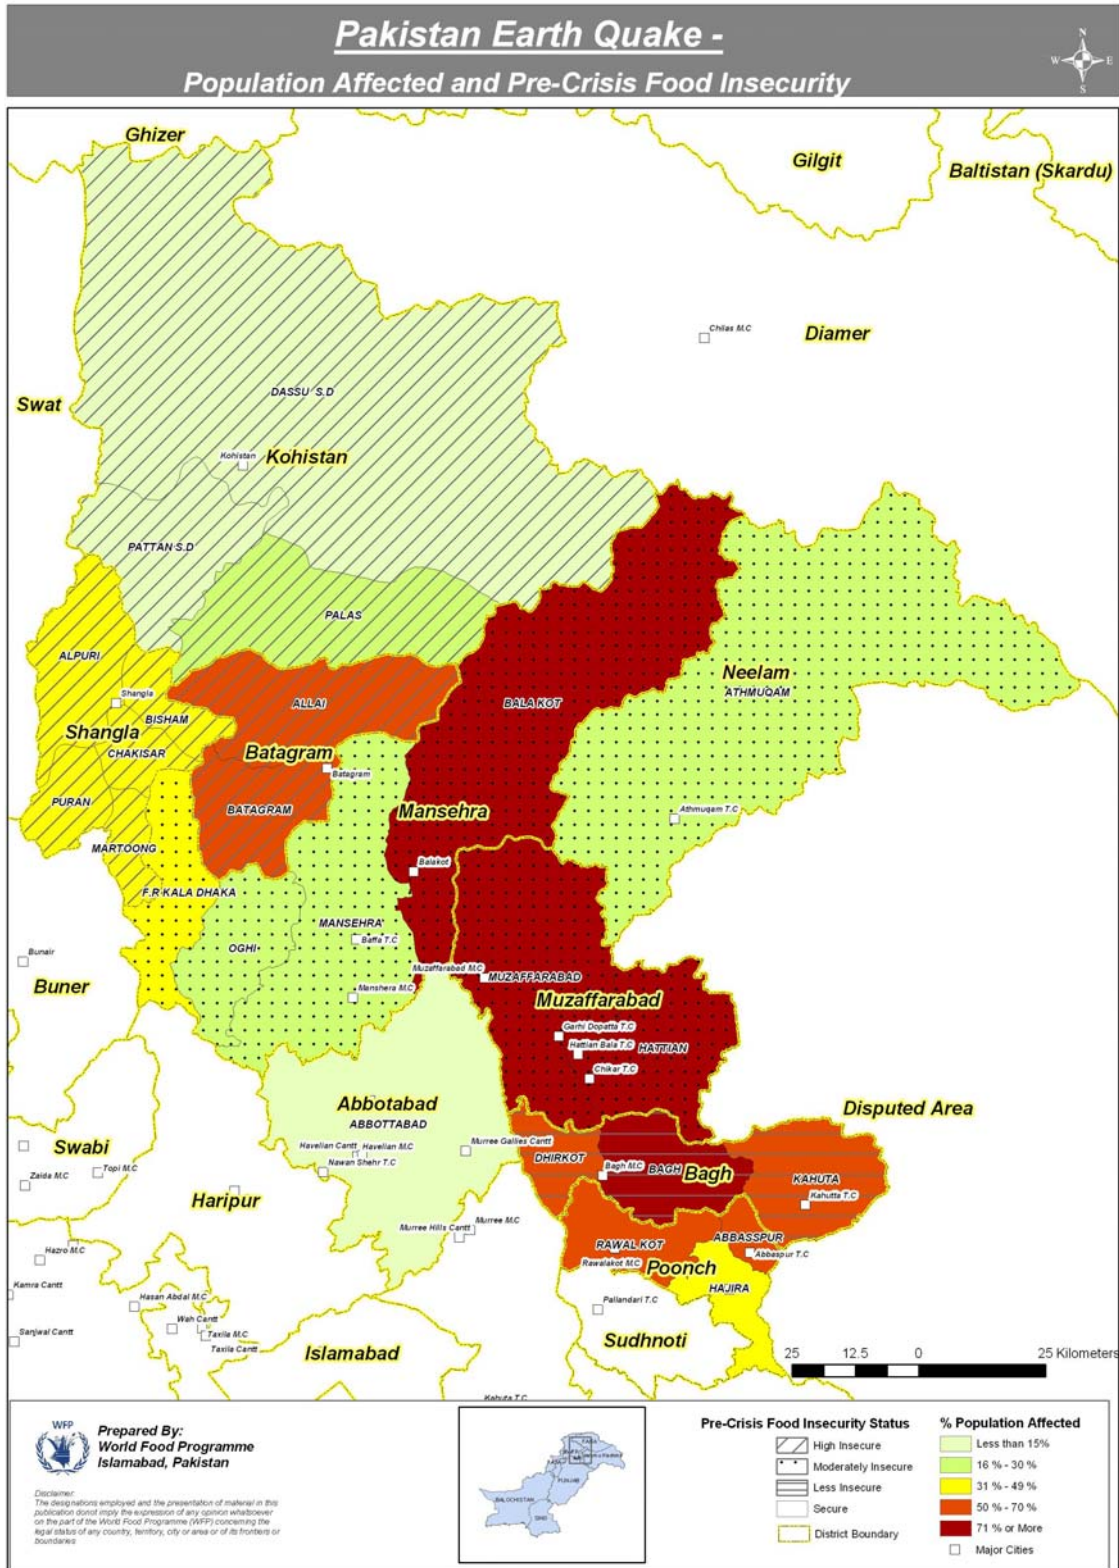 Pakistan Earth Quake -
Population Affected and Pre-Crisis Food Insecurity
N
W E
S
Ghizer
Gilgit
Baltistan (Skardu)
Chilas M.C
Diamer
DASSU S.D
Swat
Kohistan
Kohistan
PATTAN S.D
PALAS
ALPURI
Neelam
ATHMUQAM
Shangla
ALLAI
BALA KOT
BISHAM
Shangla
CHAKISAR
Batagram
Batagram
PURAN
BATAGRAM
Mansehra
Athmuqam T.C
MARTOONG
Balakot
F.R KALA DHAKA
MANSEHRA
OGHI
Baffa T.C
Bunair
Muzaffarabad M.C
MUZAFFARABAD
Buner
Manshera M.C
Muzaffarabad
Garhi Dopatta T.C
Hattian Bala T.C
HATTIAN
Chikar T.C
Abbotabad
ABBOTTABAD
Disputed Area
Swabi
Havelian Cantt
Havelian M.C
Murree Gallies Cantt
DHIRKOT
Nawan Shehr T.C
Topi M.C
Zaida M.C
BAGH
Bagh M.C
Bagh
KAHUTA
Kahutta T.C
Haripur
Murree M.C
Murree Hills Cantt
RAWAL KOT
ABBASSPUR
Abbaspur T.C
Hazro M.C
Rawalakot M.C
Poonch
HAJIRA
Kamra Cantt
Hasan Abdal M.C
Pallandari T.C
Wah Cantt
Taxila M.C
Taxila Cantt
Sanjwal Cantt
Sudhnoti
Islamabad
25 12.5 0 25 Kilometers
Kahuta T.C
WFP
Prepared By:
World Food Programme
Islamabad, Pakistan
Disclaimer:
The designations employed and the presentation of material in this
publication donot imply the expression of any opinion whatsoever
on the part of the World Food Programme (WFP) concerning the
legal status of any country, territory, city or area or of its frontiers or
boundaries
PUNJAB
BALOCHISTAN
SIND
Pre-Crisis Food Insecurity Status
High Insecure
Moderately Insecure
Less Insecure
Secure
District Boundary
% Population Affected
Less than 15%
16 % - 30 %
31 % - 49 %
50 % - 70 %
71 % or More
Major Cities